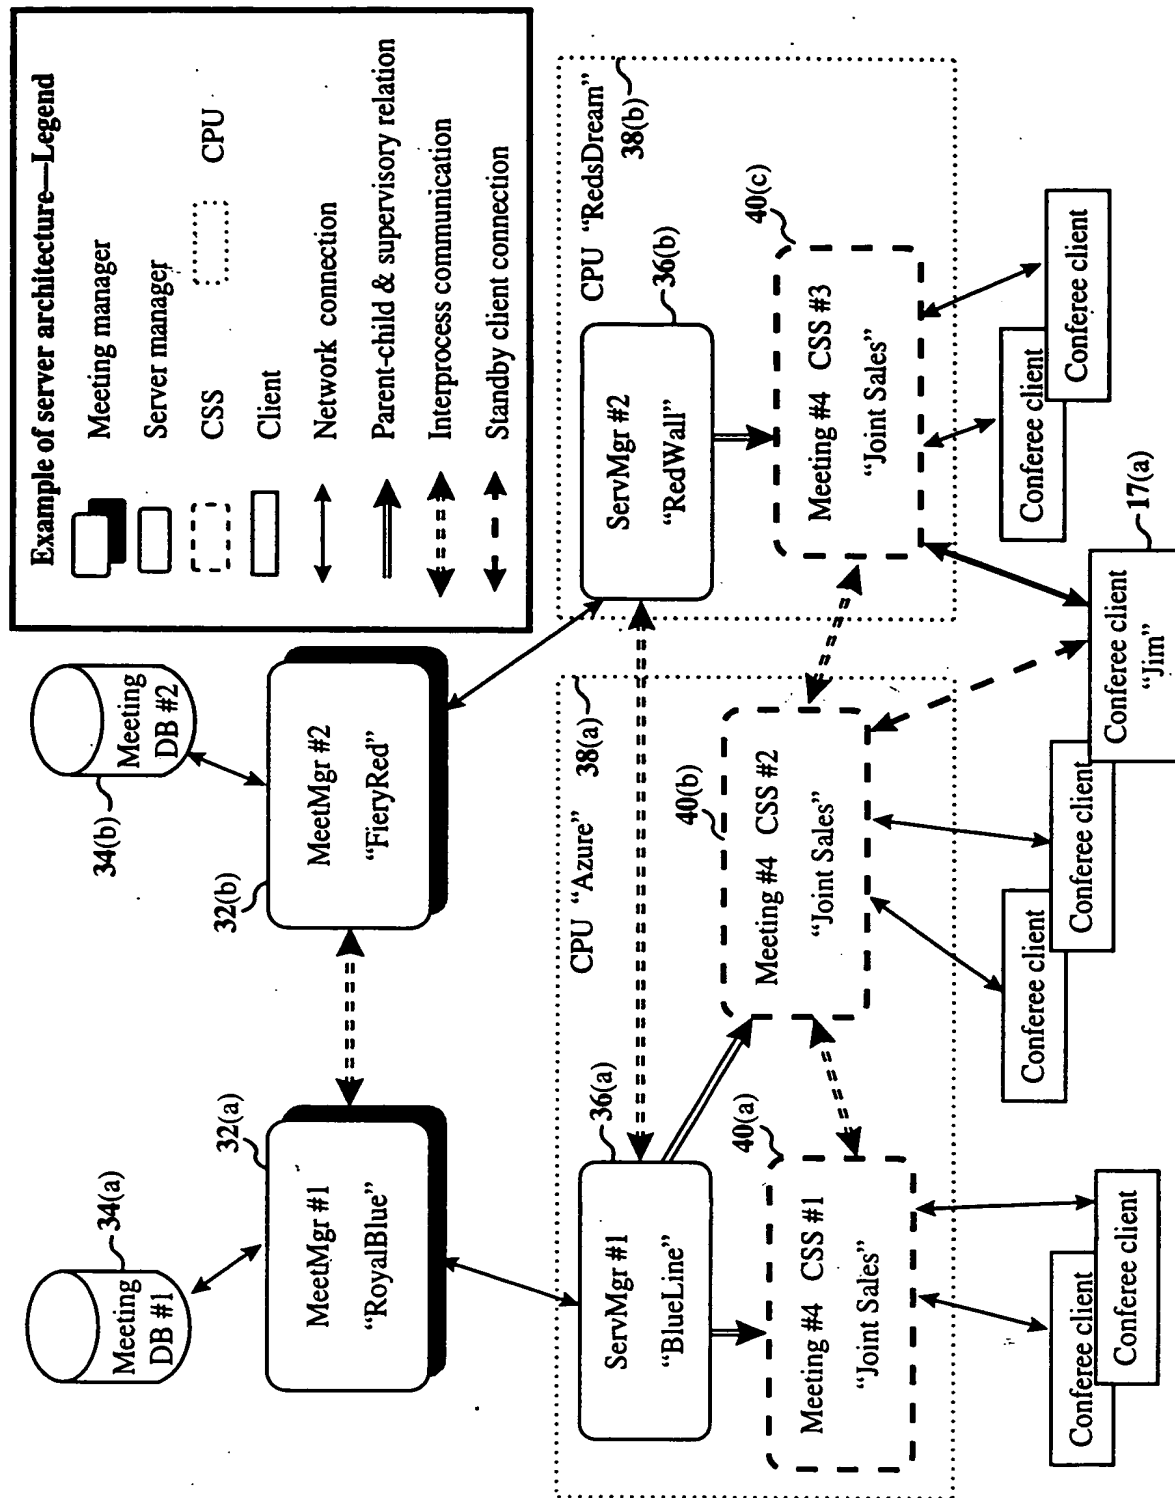 Example of server architecture—Legend
Meeting manager
Server manager
CSS
CPU
Client
Network connection
Parent-child & supervisory relation
Interprocess communication
Standby client connection
34(a)
Meeting
DB #1
34(b)
Meeting
DB #2
32(a)
MeetMgr #1
“RoyalBlue”
32(b)
MeetMgr #2
“FieryRed”
CPU “Azure”
38(a)
CPU “RedsDream”
38(b)
36(a)
ServMgr #1
“BlueLine”
ServMgr #2
“RedWall”
36(b)
40(a)
Meeting #4 CSS #1
“Joint Sales”
40(b)
Meeting #4 CSS #2
“Joint Sales”
40(c)
Meeting #4 CSS #3
“Joint Sales”
Conferee client
Conferee client
Conferee client
Conferee client
Conferee client
“Jim”
17(a)
Conferee client
Conferee client